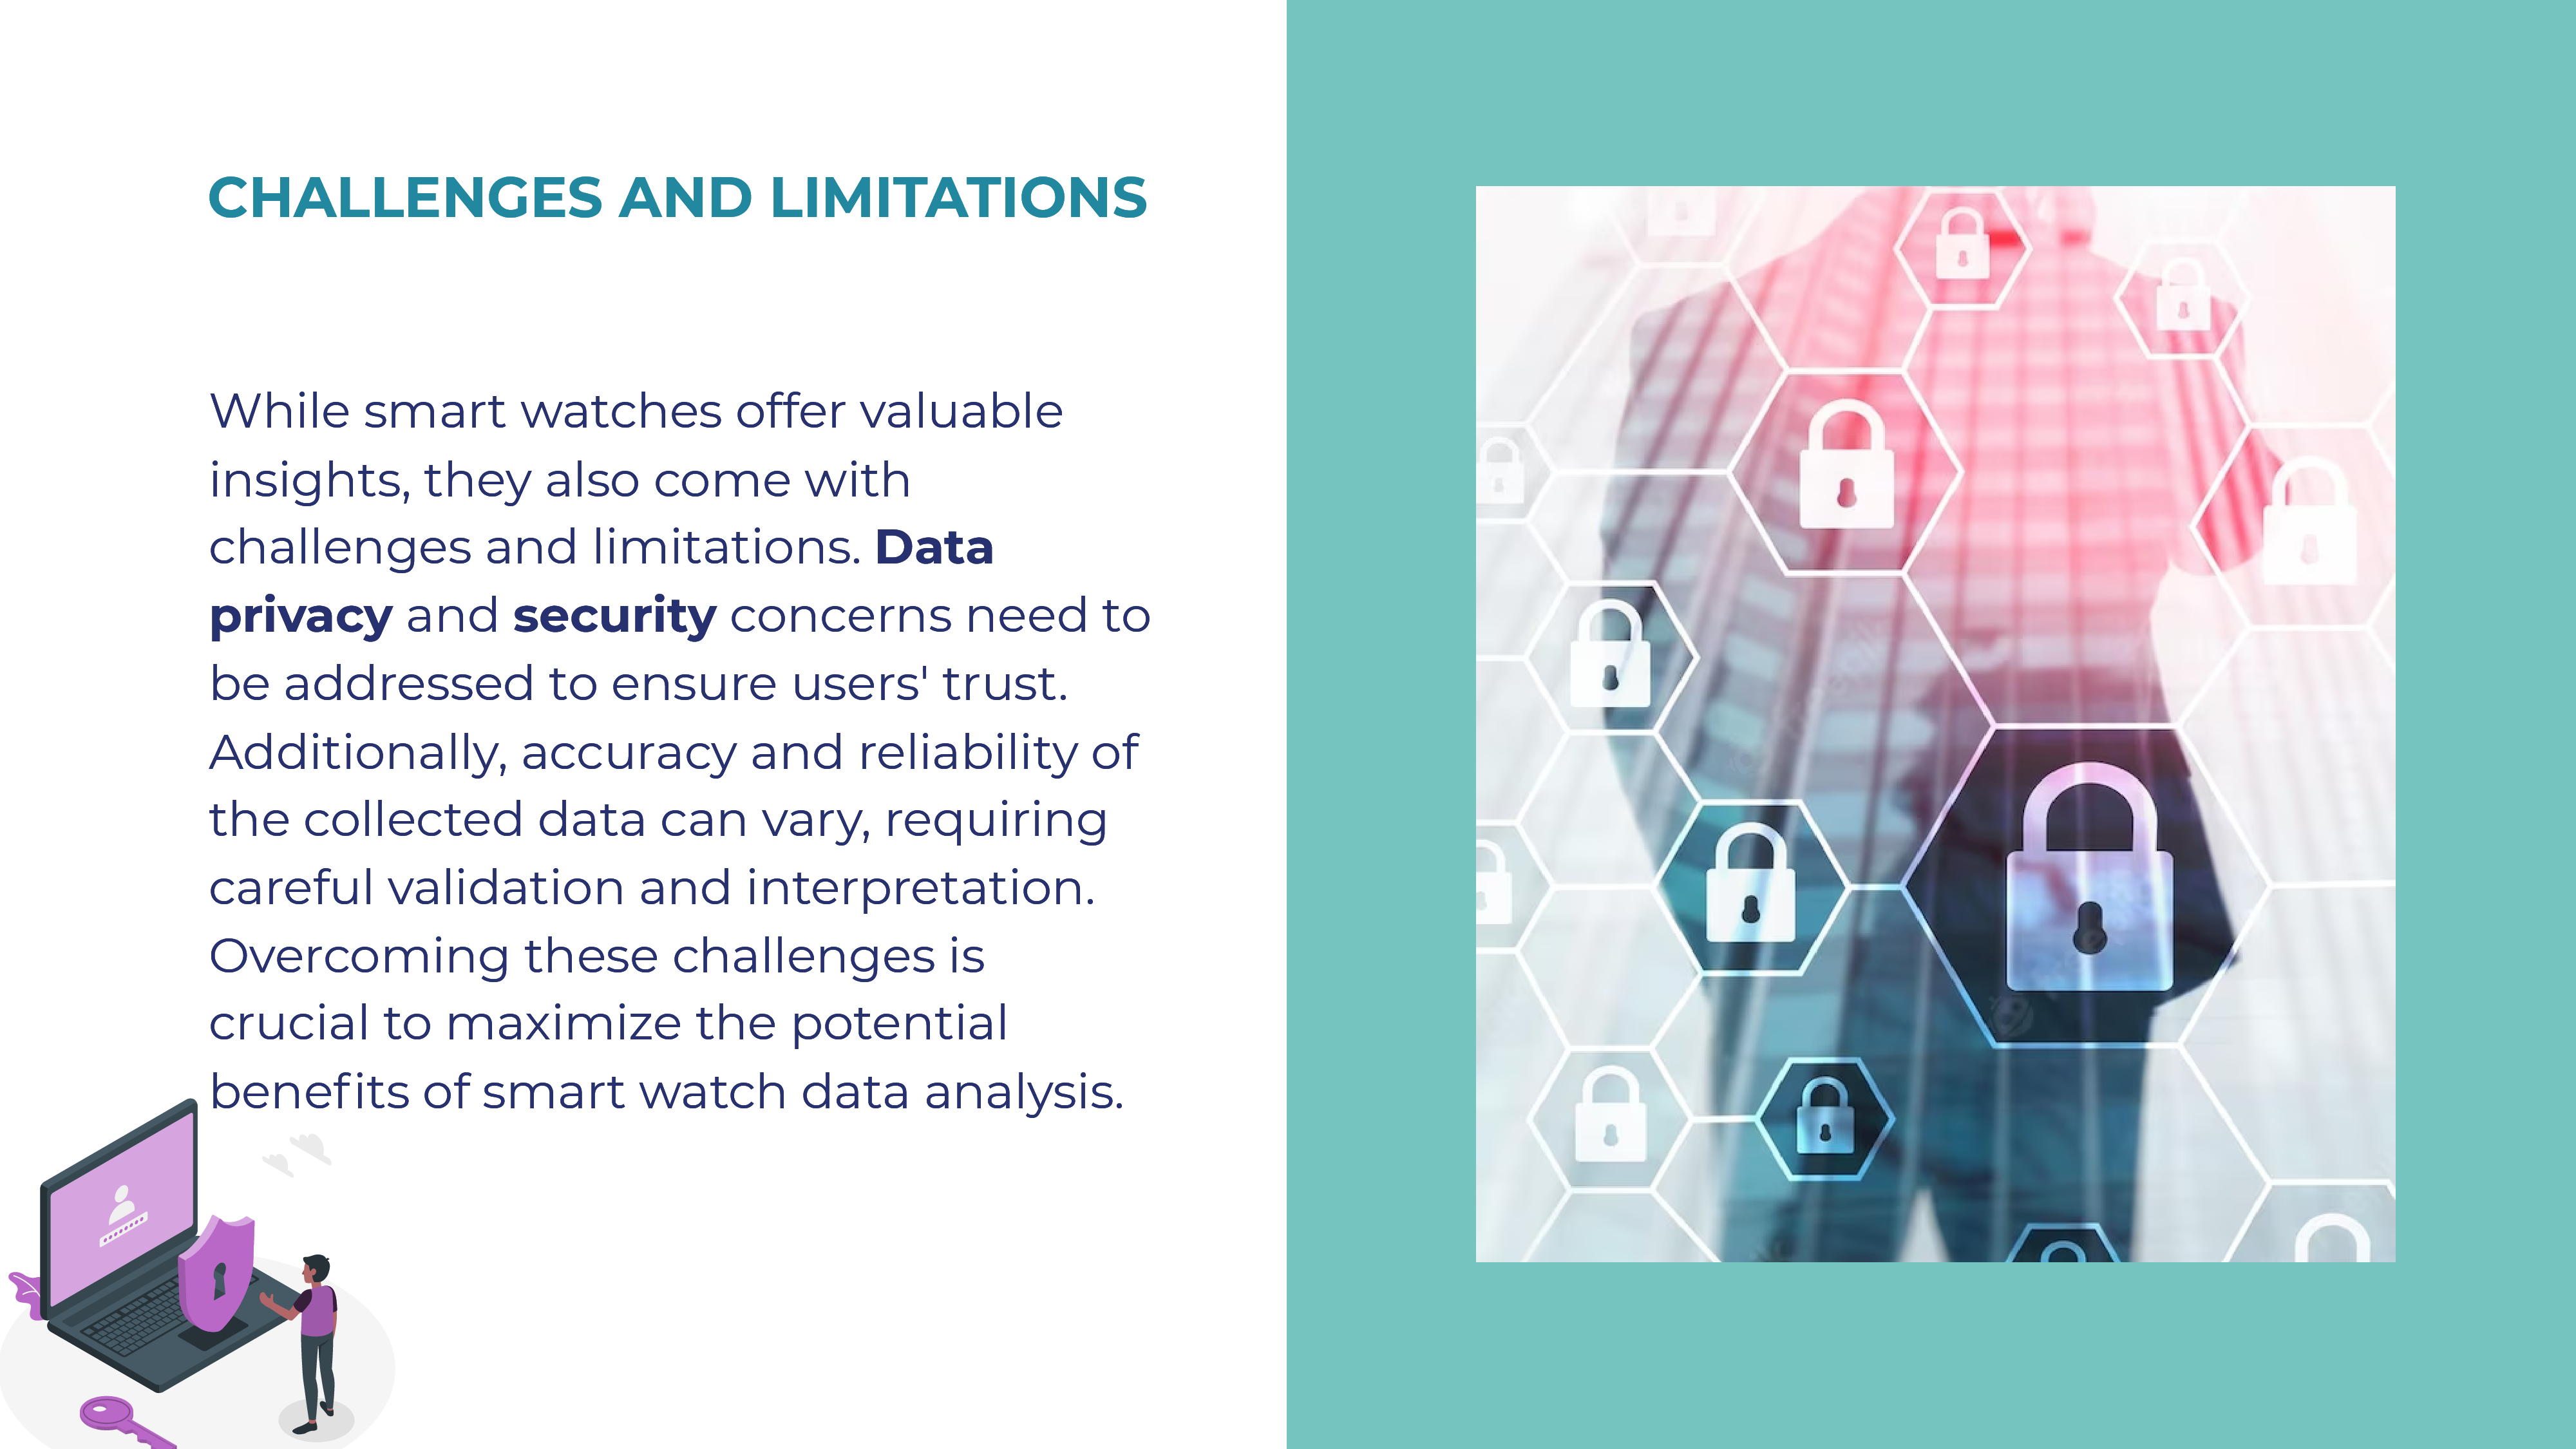 CHALLENGES AND LIMITATIONS
While smart watches offer valuable
insights, they also come with
challenges and limitations. Data
privacy and security concerns need to
be addressed to ensure users' trust.
Additionally, accuracy and reliability of
the collected data can vary, requiring
careful validation and interpretation.
Overcoming these challenges is
crucial to maximize the potential
benefits of smart watch data analysis.